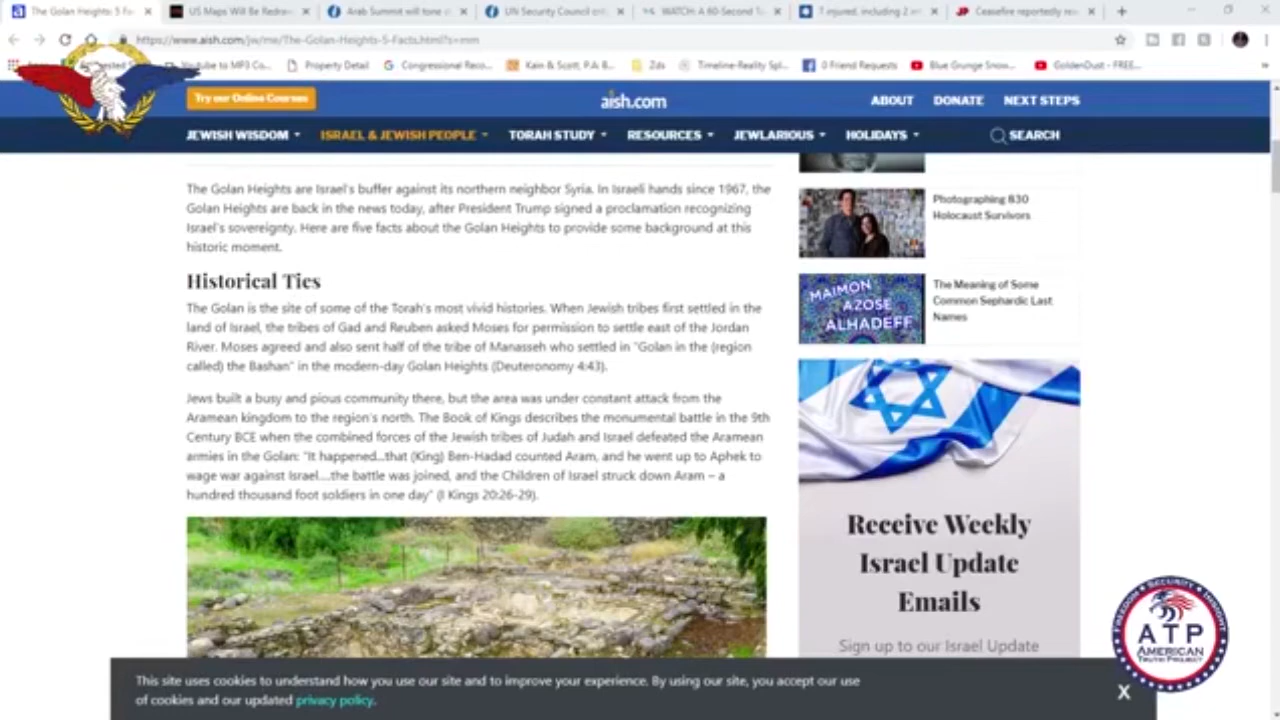 The Golan Heights: 5 Fa
US Maps Will Be Redra
Arab Summit will tone
UN Security Council
WATCH: A 60-Second
7 injured, including 2
Ceasefire reportedly
https://www.aish.com/jw/me/The-Golan-Heights-5-Facts.html?s=mm
to MP3 Co...
Property Detail
Congressional Reco...
Kain & Scott, P.A. B...
Timeline-Reality Spl...
0 Friend Requests
Blue Grunge Snow...
GoldenDust - FREE...
Try our Online Courses
aish.com
ABOUT
DONATE
NEXT STEPS
JEWISH WISDOM
ISRAEL & JEWISH PEOPLE
TORAH STUDY
RESOURCES
JEWLARIOUS
HOLIDAYS
SEARCH
The Golan Heights are Israel's buffer against its northern neighbor Syria. In Israeli hands since 1967, the
Golan Heights are back in the news today, after President Trump signed a proclamation recognizing
Israel's sovereignty. Here are five facts about the Golan Heights to provide some background at this
historic moment.
Historical Ties
The Golan is the site of some of the Torah's most vivid histories. When Jewish tribes first settled in the
land of Israel, the tribes of Gad and Reuben asked Moses for permission to settle east of the Jordan
River. Moses agreed and also sent half of the tribe of Manasseh who settled in "Golan in the (region
called) the Bashan" in the modern-day Golan Heights (Deuteronomy 4:43).
Jews built a busy and pious community there, but the area was under constant attack from the
Aramean kingdom to the region's north. The Book of Kings describes the monumental battle in the 9th
Century BCE when the combined forces of the Jewish tribes of Judah and Israel defeated the Aramean
armies in the Golan: "It happened...that (King) Ben-Hadad counted Aram, and he went up to Aphek to
wage war against Israel....the battle was joined, and the Children of Israel struck down Aram – a
hundred thousand foot soldiers in one day" (I Kings 20:26-29).
Photographing 830
Holocaust Survivors
MAIMON
AZOSE
ALHADEFF
The Meaning of Some
Common Sephardic Last
Names
Receive Weekly
Israel Update
Emails
Sign up to our Israel Update
This site uses cookies to understand how you use our site and to improve your experience. By using our site, you accept our use
of cookies and our updated privacy policy.
X
FREEDOM SECURITY INSIGHT
ATP
AMERICAN
TRUTH PROJECT